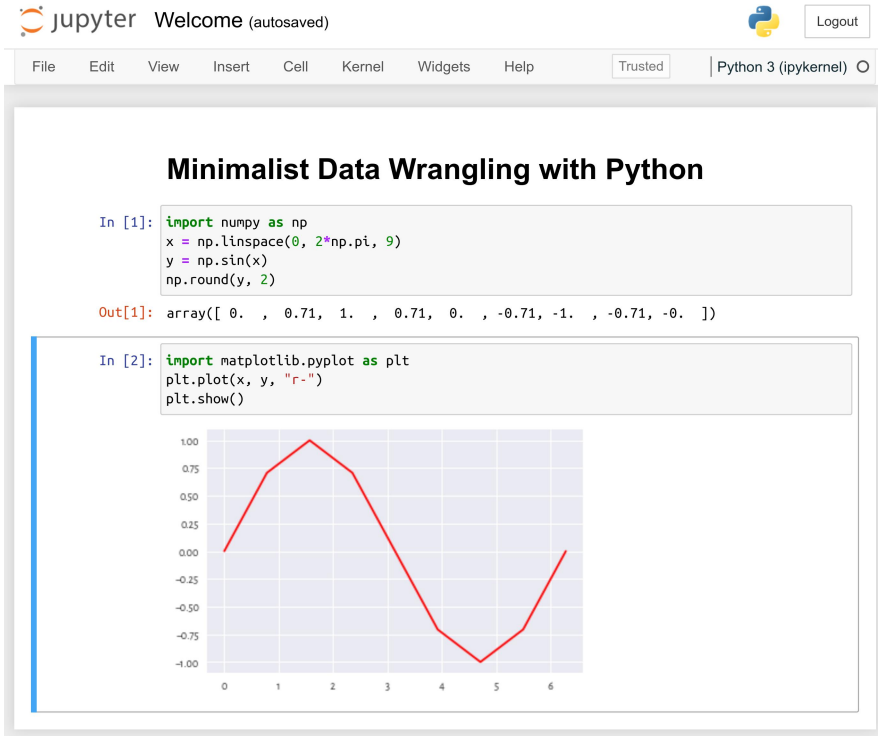 jupyter Welcome (autosaved)
Logout
File Edit View Insert Cell Kernel Widgets Help Trusted Python 3 (ipykernel)
Minimalist Data Wrangling with Python
In [1]: import numpy as np
x = np.linspace(0, 2*np.pi, 9)
y = np.sin(x)
np.round(y, 2)
Out[1]: array([ 0.  ,  0.71,  1.  ,  0.71,  0.  , -0.71, -1.  , -0.71, -0.  ])
In [2]: import matplotlib.pyplot as plt
plt.plot(x, y, "r-")
plt.show()
1.00
0.75
0.50
0.25
0.00
-0.25
-0.50
-0.75
-1.00
0 1 2 3 4 5 6